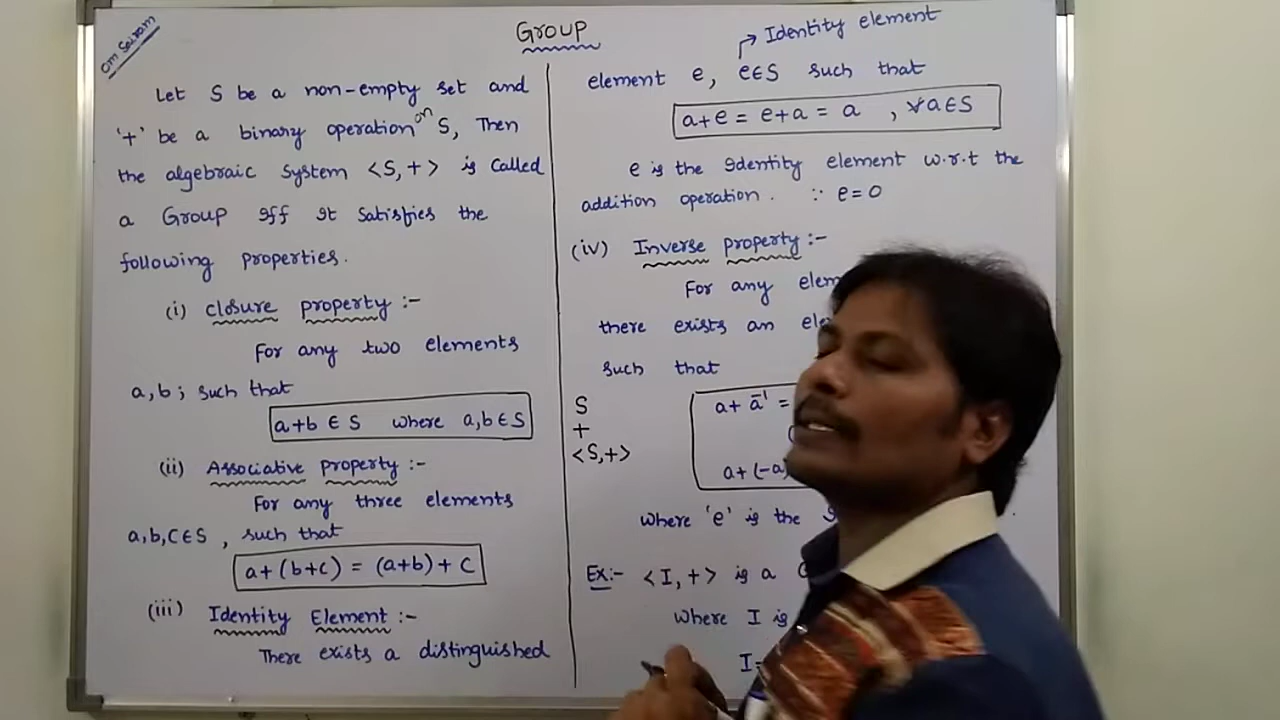 Om Sairam
Group
Let S be a non-empty set and
'+' be a binary operation on S, Then
the algebraic System <S,+> is called
a Group iff It Satisfies the
following properties.
(i) closure property :-
For any two elements
a,b; such that
a+b ∈ S where a,b ∈ S
(ii) Associative property :-
For any three elements
a,b,C∈S, such that
a+(b+c) = (a+b)+C
(iii) Identity Element :-
There exists a distinguished
Identity element
element e, e∈S such that
a+e = e+a = a , ∀a∈S
e is the Identity element w.r.t the
addition operation. ∵ e=0
(iv) Inverse property :-
For any
there exists an
such that
S
+
<S,+>
a+a⁻¹ =
a+(-a)
where 'e' is the
Ex:- <I,+> is a
where I is
I=